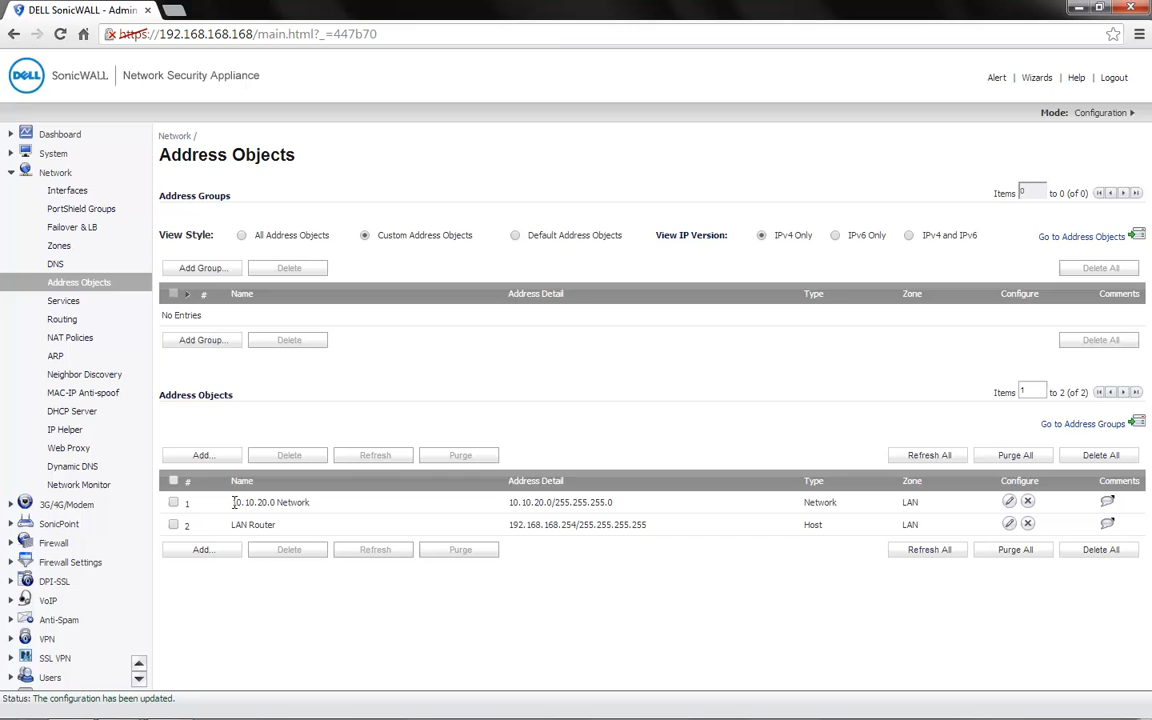 DELL SonicWALL - Admin
https://192.168.168.168/main.html?_=447b70
DELL SonicWALL Network Security Appliance
Alert | Wizards | Help | Logout
Mode: Configuration
Dashboard
System
Network
Interfaces
PortShield Groups
Failover & LB
Zones
DNS
Address Objects
Services
Routing
NAT Policies
ARP
Neighbor Discovery
MAC-IP Anti-spoof
DHCP Server
IP Helper
Web Proxy
Dynamic DNS
Network Monitor
3G/4G/Modem
SonicPoint
Firewall
Firewall Settings
DPI-SSL
VoIP
Anti-Spam
VPN
SSL VPN
Users
Network /
Address Objects
Address Groups Items 0 to 0 (of 0)
View Style: All Address Objects Custom Address Objects Default Address Objects View IP Version: IPv4 Only IPv6 Only IPv4 and IPv6 Go to Address Objects
Add Group... Delete Delete All
# Name Address Detail Type Zone Configure Comments
No Entries
Add Group... Delete Delete All
Address Objects Items 1 to 2 (of 2)
Go to Address Groups
Add... Delete Refresh Purge Refresh All Purge All Delete All
# Name Address Detail Type Zone Configure Comments
1 10.10.20.0 Network 10.10.20.0/255.255.255.0 Network LAN
2 LAN Router 192.168.168.254/255.255.255.255 Host LAN
Add... Delete Refresh Purge Refresh All Purge All Delete All
Status: The configuration has been updated.